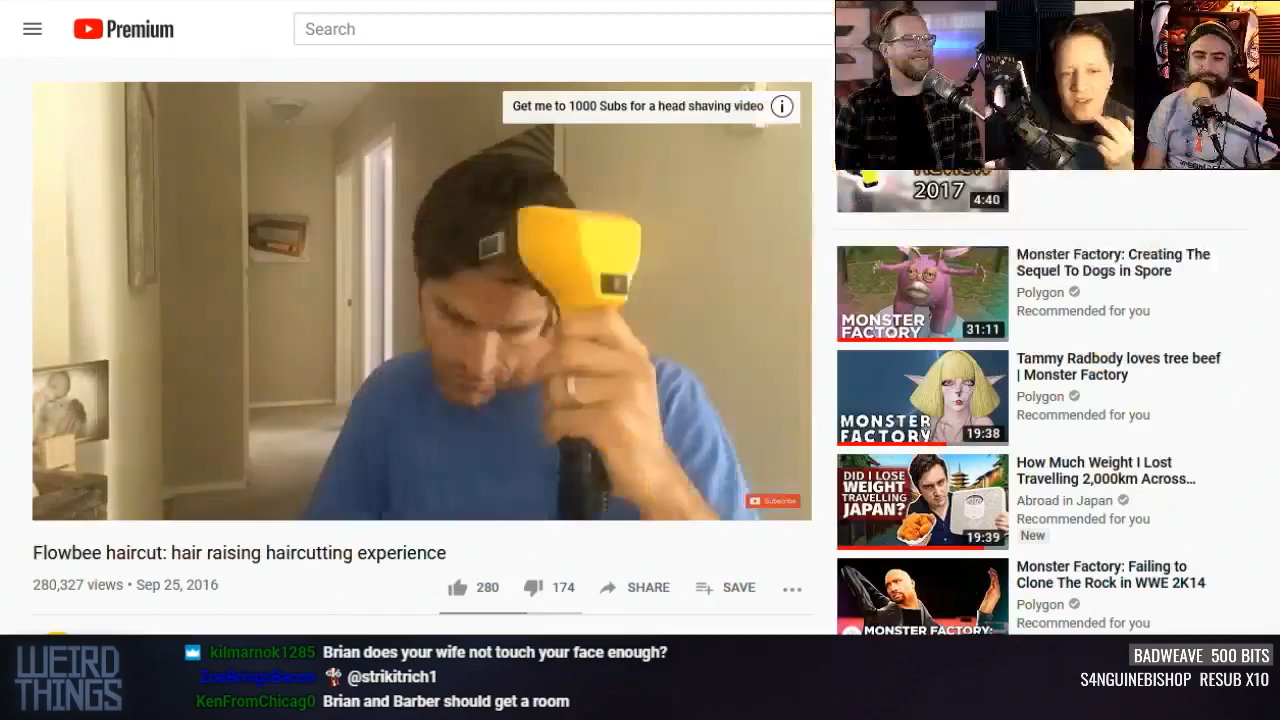 Premium
Search
Get me to 1000 Subs for a head shaving video
Subscribe
Flowbee haircut: hair raising haircutting experience
280,327 views • Sep 25, 2016
280
174
SHARE
SAVE
2017
4:40
MONSTER
FACTORY
31:11
Monster Factory: Creating The
Sequel To Dogs in Spore
Polygon
Recommended for you
MONSTER
FACTORY
19:38
Tammy Radbody loves tree beef
| Monster Factory
Polygon
Recommended for you
DID I LOSE
WEIGHT
TRAVELLING
JAPAN?
19:39
How Much Weight I Lost
Travelling 2,000km Across...
Abroad in Japan
Recommended for you
New
MONSTER FACTORY:
Monster Factory: Failing to
Clone The Rock in WWE 2K14
Polygon
Recommended for you
WEIRD
THINGS
kilmarnok1285 Brian does your wife not touch your face enough?
ZoeBringsBacon @strikitrich1
KenFromChicag0 Brian and Barber should get a room
BADWEAVE 500 BITS
S4NGUINEBISHOP RESUB X10